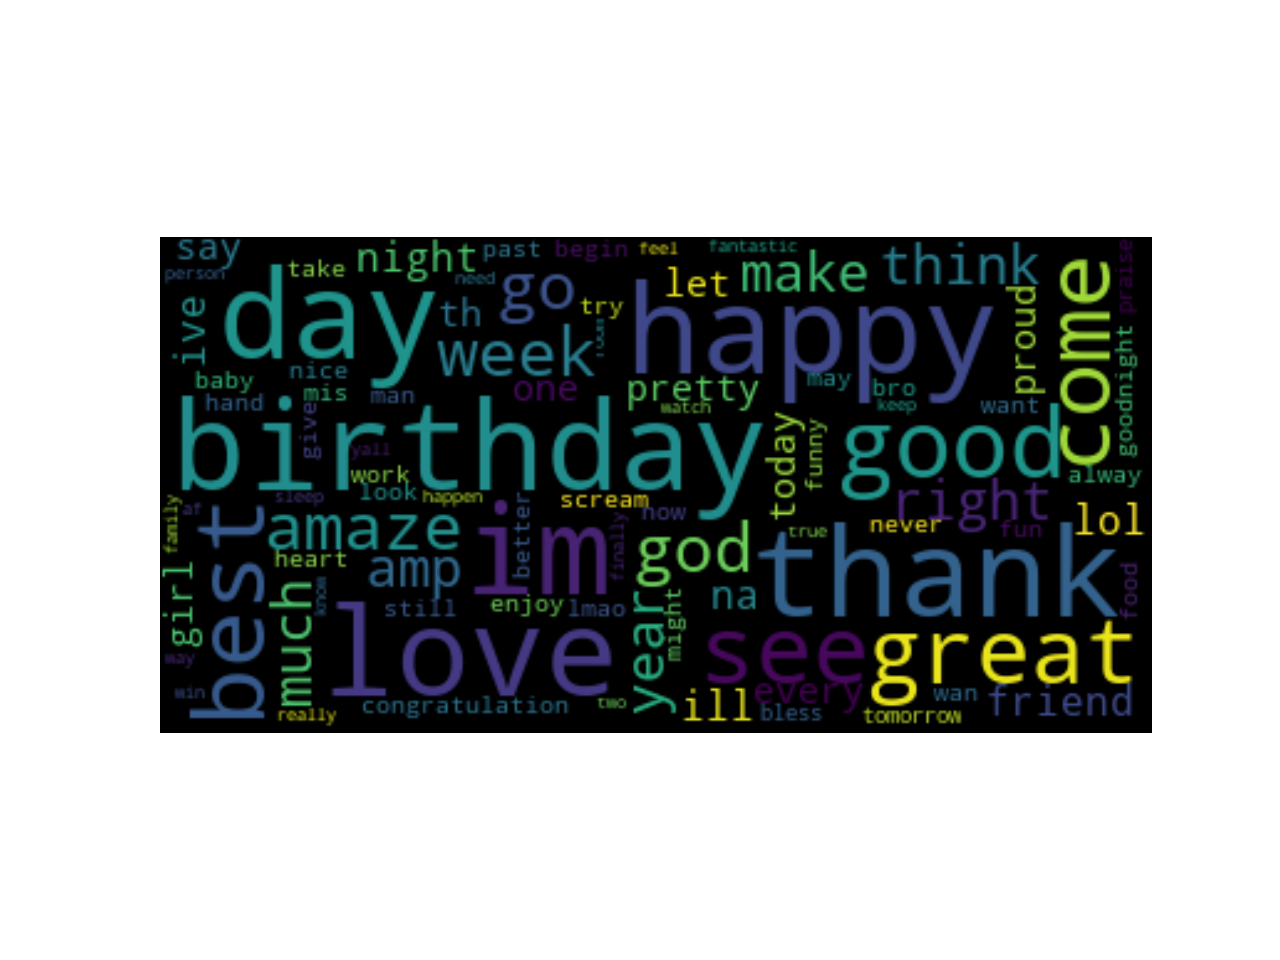 say
person
take
night
past
begin
feel
fantastic
need
go
try
let
make
think
praise
ive
day
th
week
happy
proud
come
goodnight
nice
baby
mis
man
hand
one
pretty
watch
may
bro
keep
want
birthday
give
yall
work
look
happen
sleep
today
funny
good
alway
family
af
best
amaze
heart
amp
im
better
scream
now
finally
god
true
never
right
fun
lol
thank
food
girl
way
win
much
know
still
love
enjoy
lmao
year
might
na
see
great
every
ill
bless
tomorrow
wan
friend
really
congratulation
two